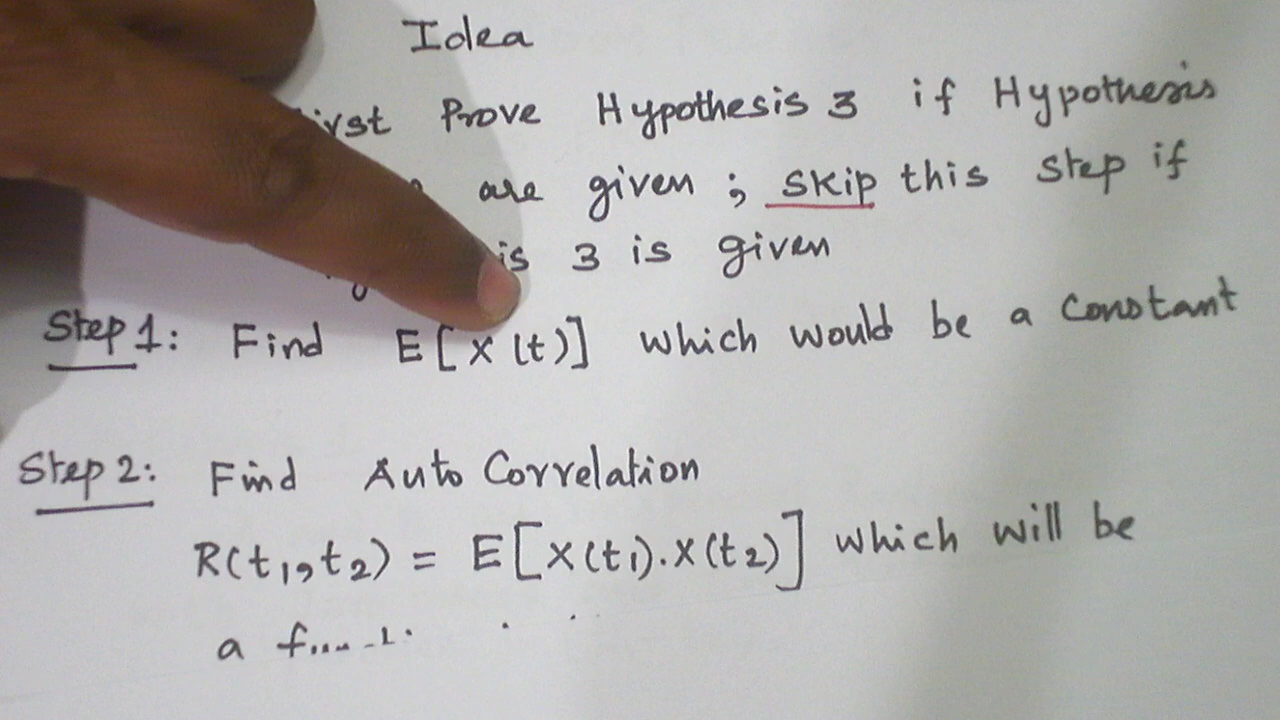 Idea
Prove Hypothesis 3 if Hypothesis
are given ; skip this step if
is 3 is given
Step 1: Find E[X(t)] which would be a constant
Step 2: Find Auto Correlation
R(t1,t2) = E[X(t1).X(t2)] which will be
a